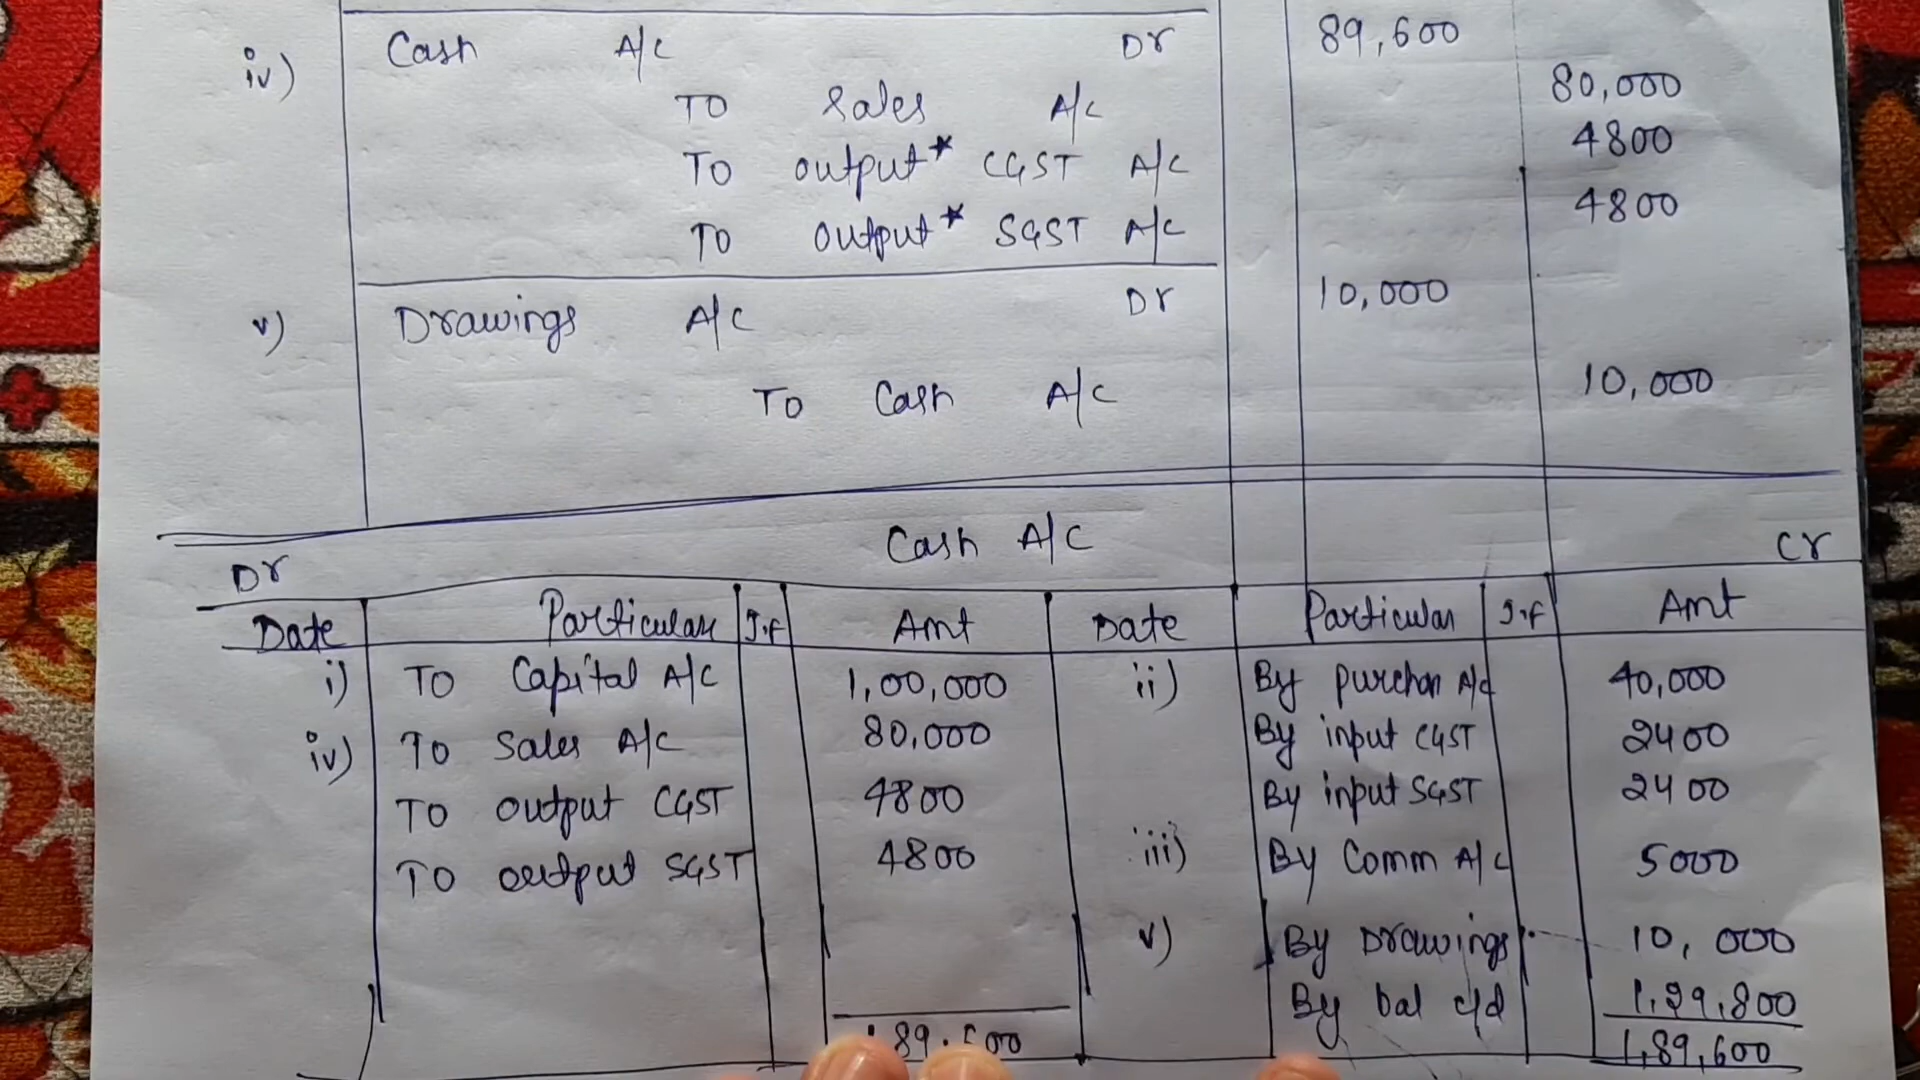 iv) Cash A/C Dr 89,600
To Sales A/C 80,000
To output* CGST A/C 4800
To output* SGST A/C 4800
v) Drawings A/C Dr 10,000
To Cash A/C 10,000
Cash A/C
Dr Cr
Date Particulars J.f Amt Date Particular J.f Amt
i) To Capital A/C 1,00,000 ii) By purchase A/C 40,000
iv) To Sales A/C 80,000 By input CGST 2400
To output CGST 4800 By input SGST 2400
To output SGST 4800 iii) By Comm A/C 5000
v) By Drawings 10,000
By bal c/d 1,29,800
1,89,600 1,89,600